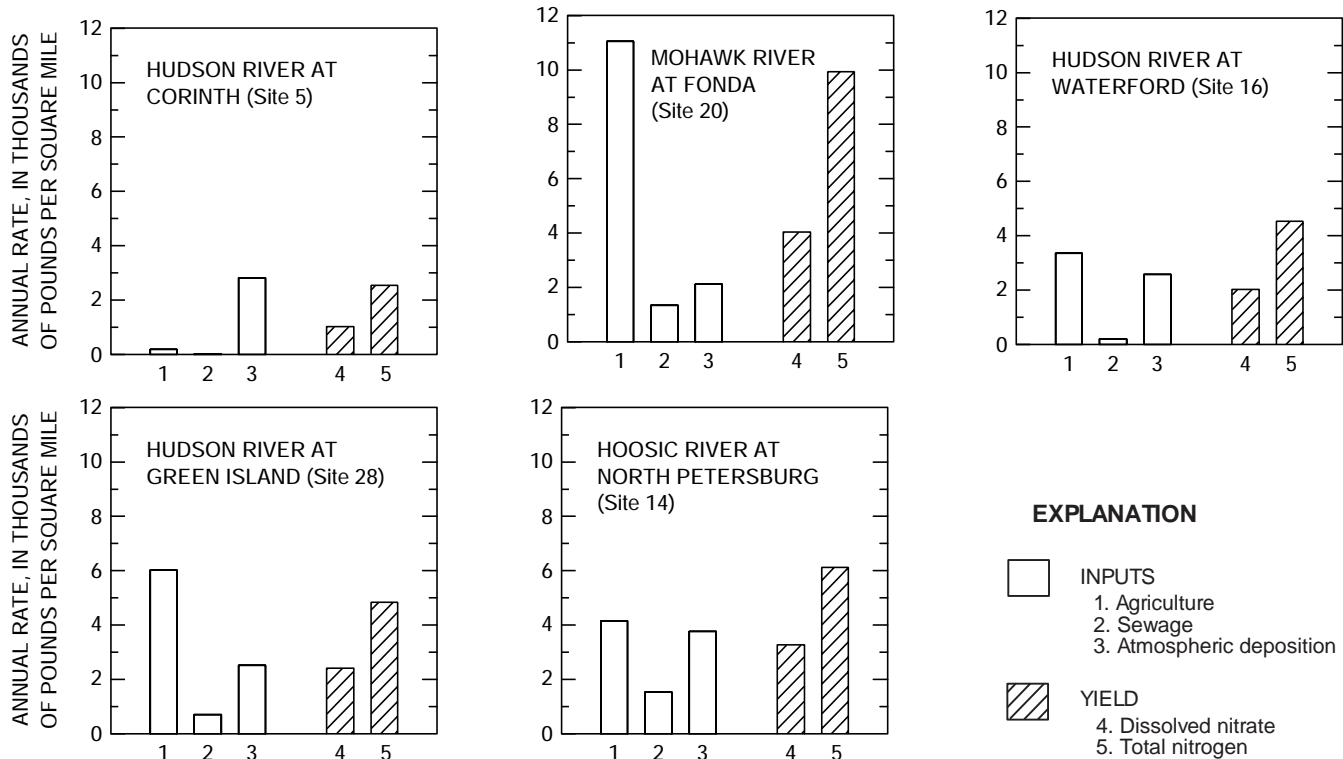 ANNUAL RATE, IN THOUSANDS
OF POUNDS PER SQUARE MILE
12
10
8
6
4
2
0
HUDSON RIVER AT
CORINTH (Site 5)
1 2 3 4 5
12
10
8
6
4
2
0
MOHAWK RIVER
AT FONDA
(Site 20)
1 2 3 4 5
12
10
8
6
4
2
0
HUDSON RIVER AT
WATERFORD (Site 16)
1 2 3 4 5
ANNUAL RATE, IN THOUSANDS
OF POUNDS PER SQUARE MILE
12
10
8
6
4
2
0
HUDSON RIVER AT
GREEN ISLAND (Site 28)
1 2 3 4 5
12
10
8
6
4
2
0
HOOSIC RIVER AT
NORTH PETERSBURG
(Site 14)
1 2 3 4 5
EXPLANATION
INPUTS
1. Agriculture
2. Sewage
3. Atmospheric deposition
YIELD
4. Dissolved nitrate
5. Total nitrogen